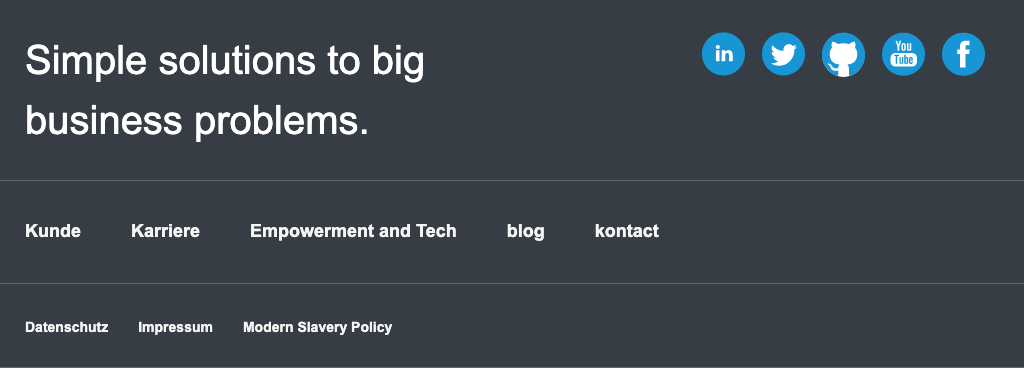 Simple solutions to big
business problems.
in
You
Tube
f
Kunde Karriere Empowerment and Tech blog kontact
Datenschutz Impressum Modern Slavery Policy